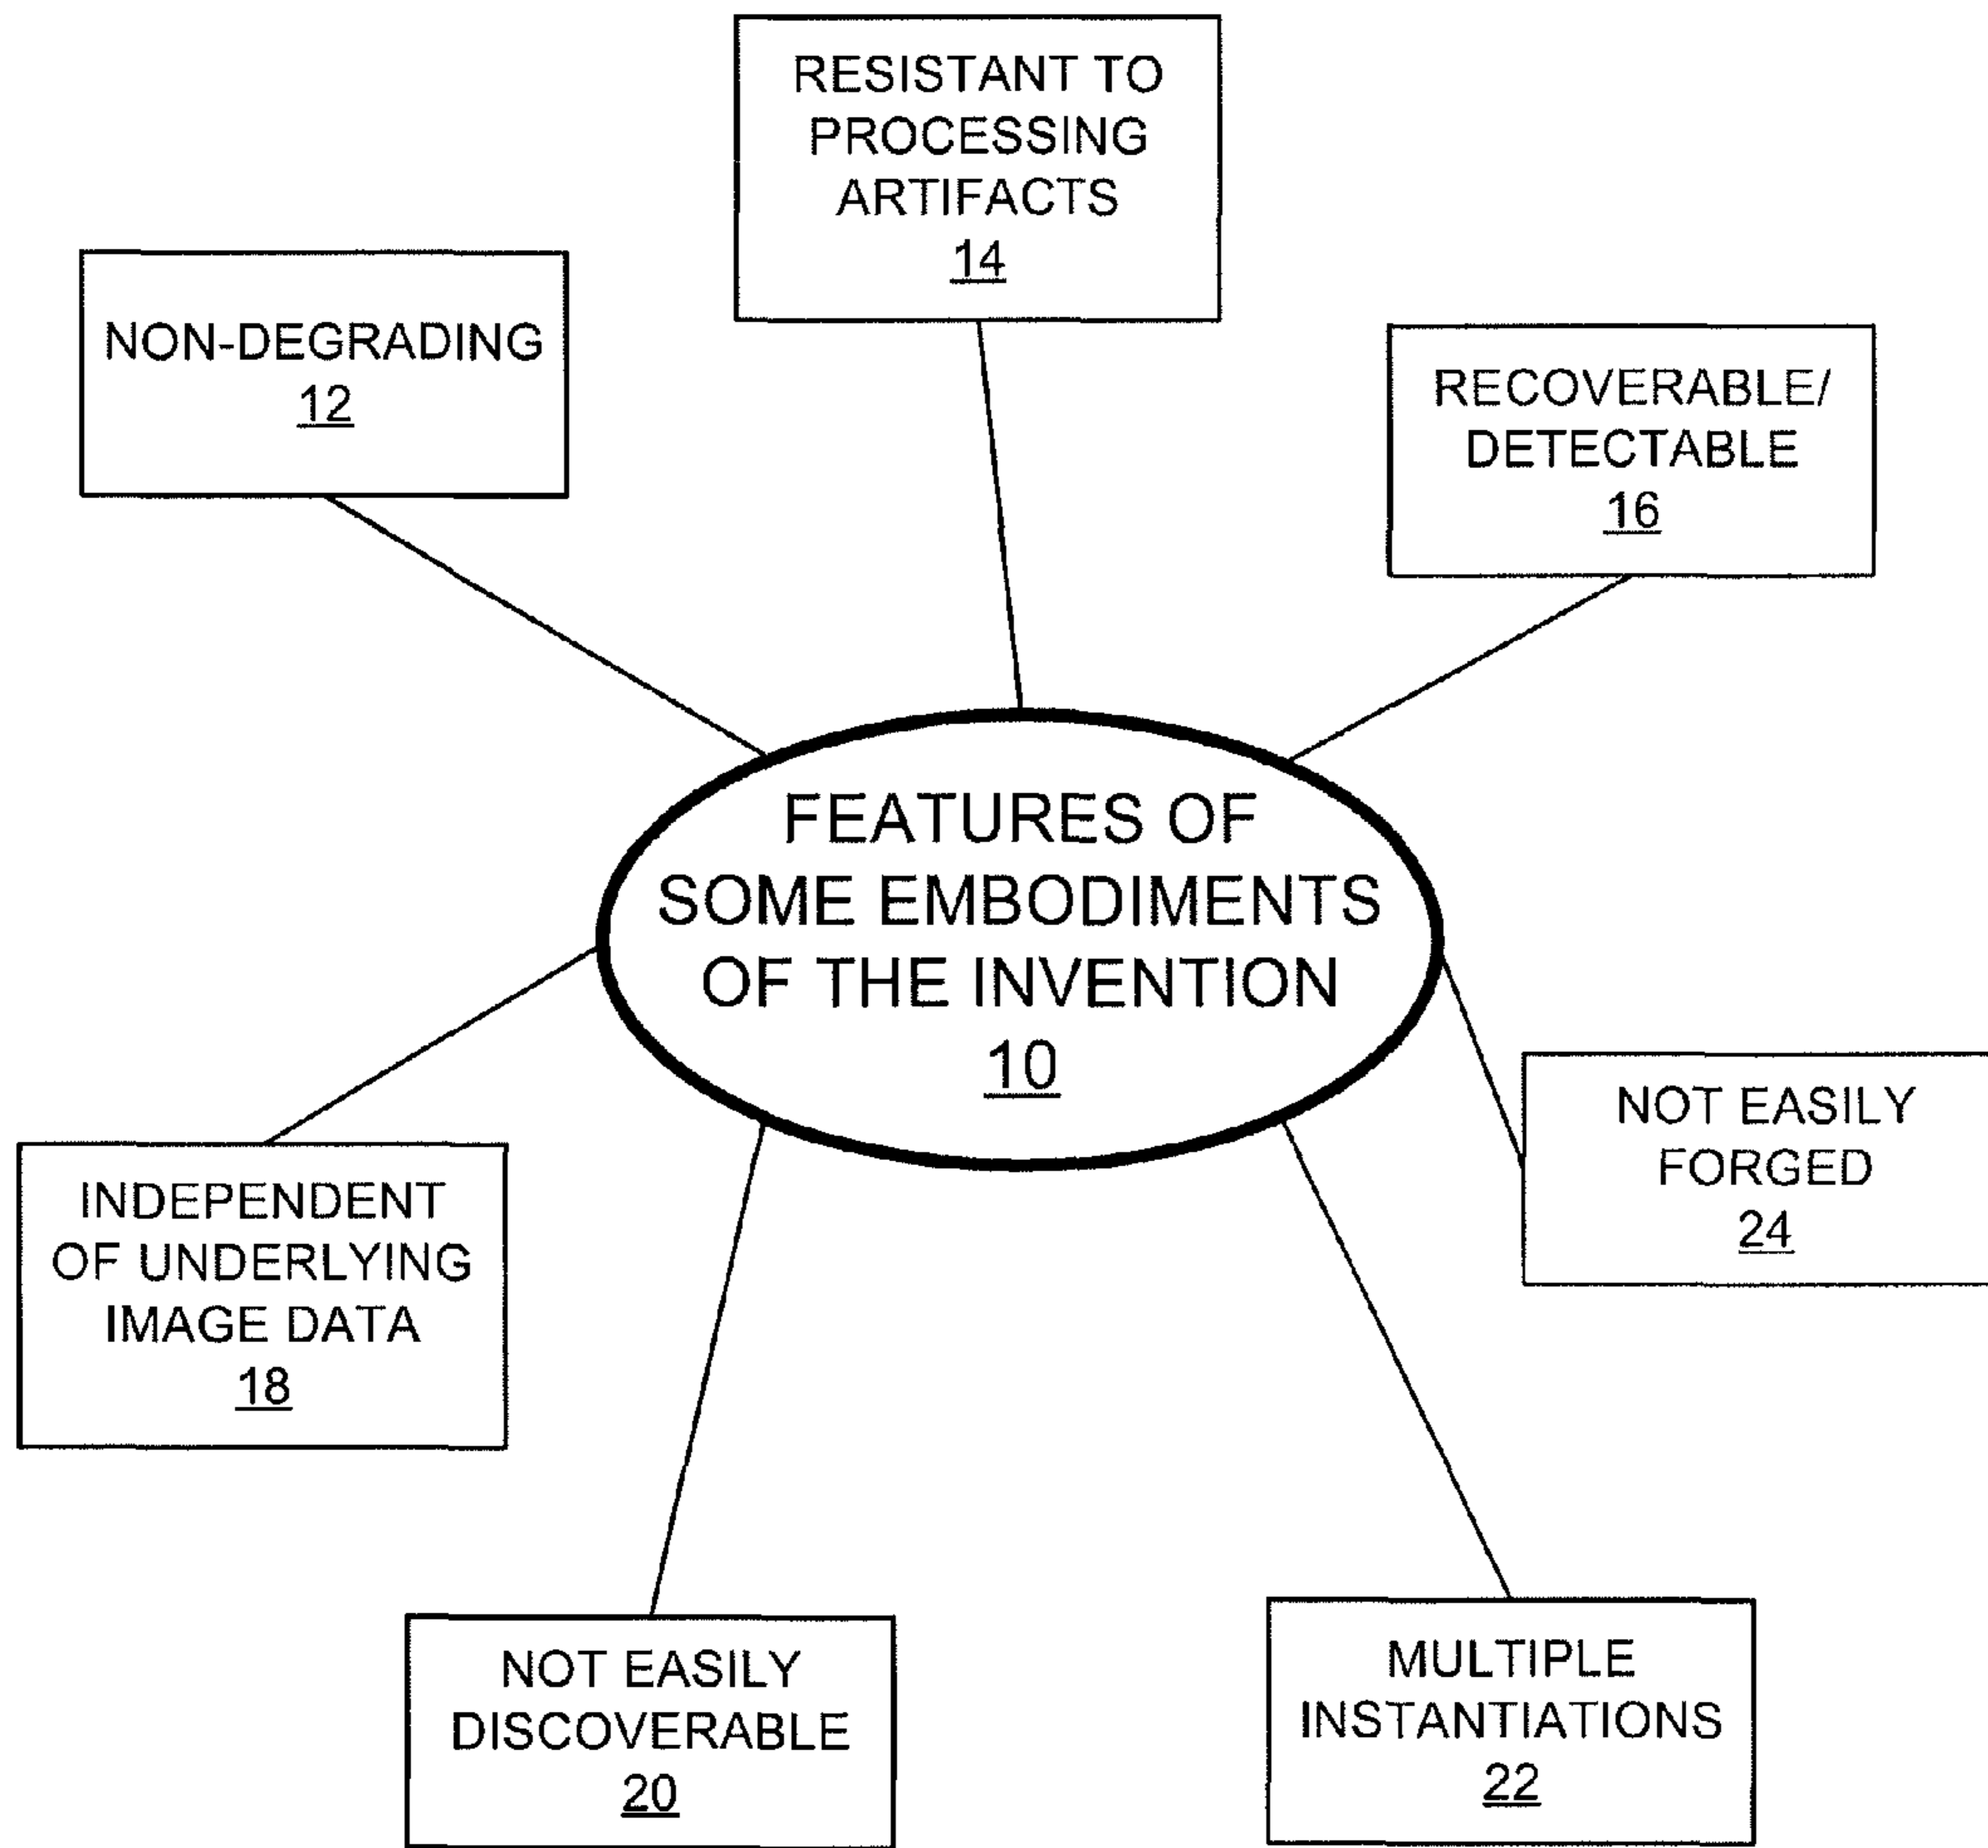 RESISTANT TO
PROCESSING
ARTIFACTS
14
NON-DEGRADING
12
RECOVERABLE/
DETECTABLE
16
FEATURES OF
SOME EMBODIMENTS
OF THE INVENTION
10
NOT EASILY
FORGED
24
INDEPENDENT
OF UNDERLYING
IMAGE DATA
18
NOT EASILY
DISCOVERABLE
20
MULTIPLE
INSTANTIATIONS
22